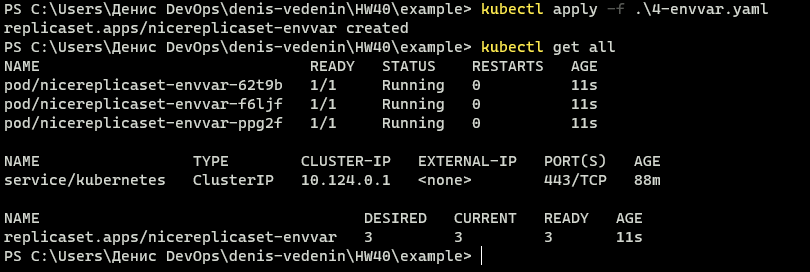 PS C:\Users\Денис DevOps\denis-vedenin\HW40\example> kubectl apply -f .\4-envvar.yaml
replicaset.apps/nicereplicaset-envvar created
PS C:\Users\Денис DevOps\denis-vedenin\HW40\example> kubectl get all
NAME READY STATUS RESTARTS AGE
pod/nicereplicaset-envvar-62t9b 1/1 Running 0 11s
pod/nicereplicaset-envvar-f6ljf 1/1 Running 0 11s
pod/nicereplicaset-envvar-ppg2f 1/1 Running 0 11s
NAME TYPE CLUSTER-IP EXTERNAL-IP PORT(S) AGE
service/kubernetes ClusterIP 10.124.0.1 <none> 443/TCP 88m
NAME DESIRED CURRENT READY AGE
replicaset.apps/nicereplicaset-envvar 3 3 3 11s
PS C:\Users\Денис DevOps\denis-vedenin\HW40\example>